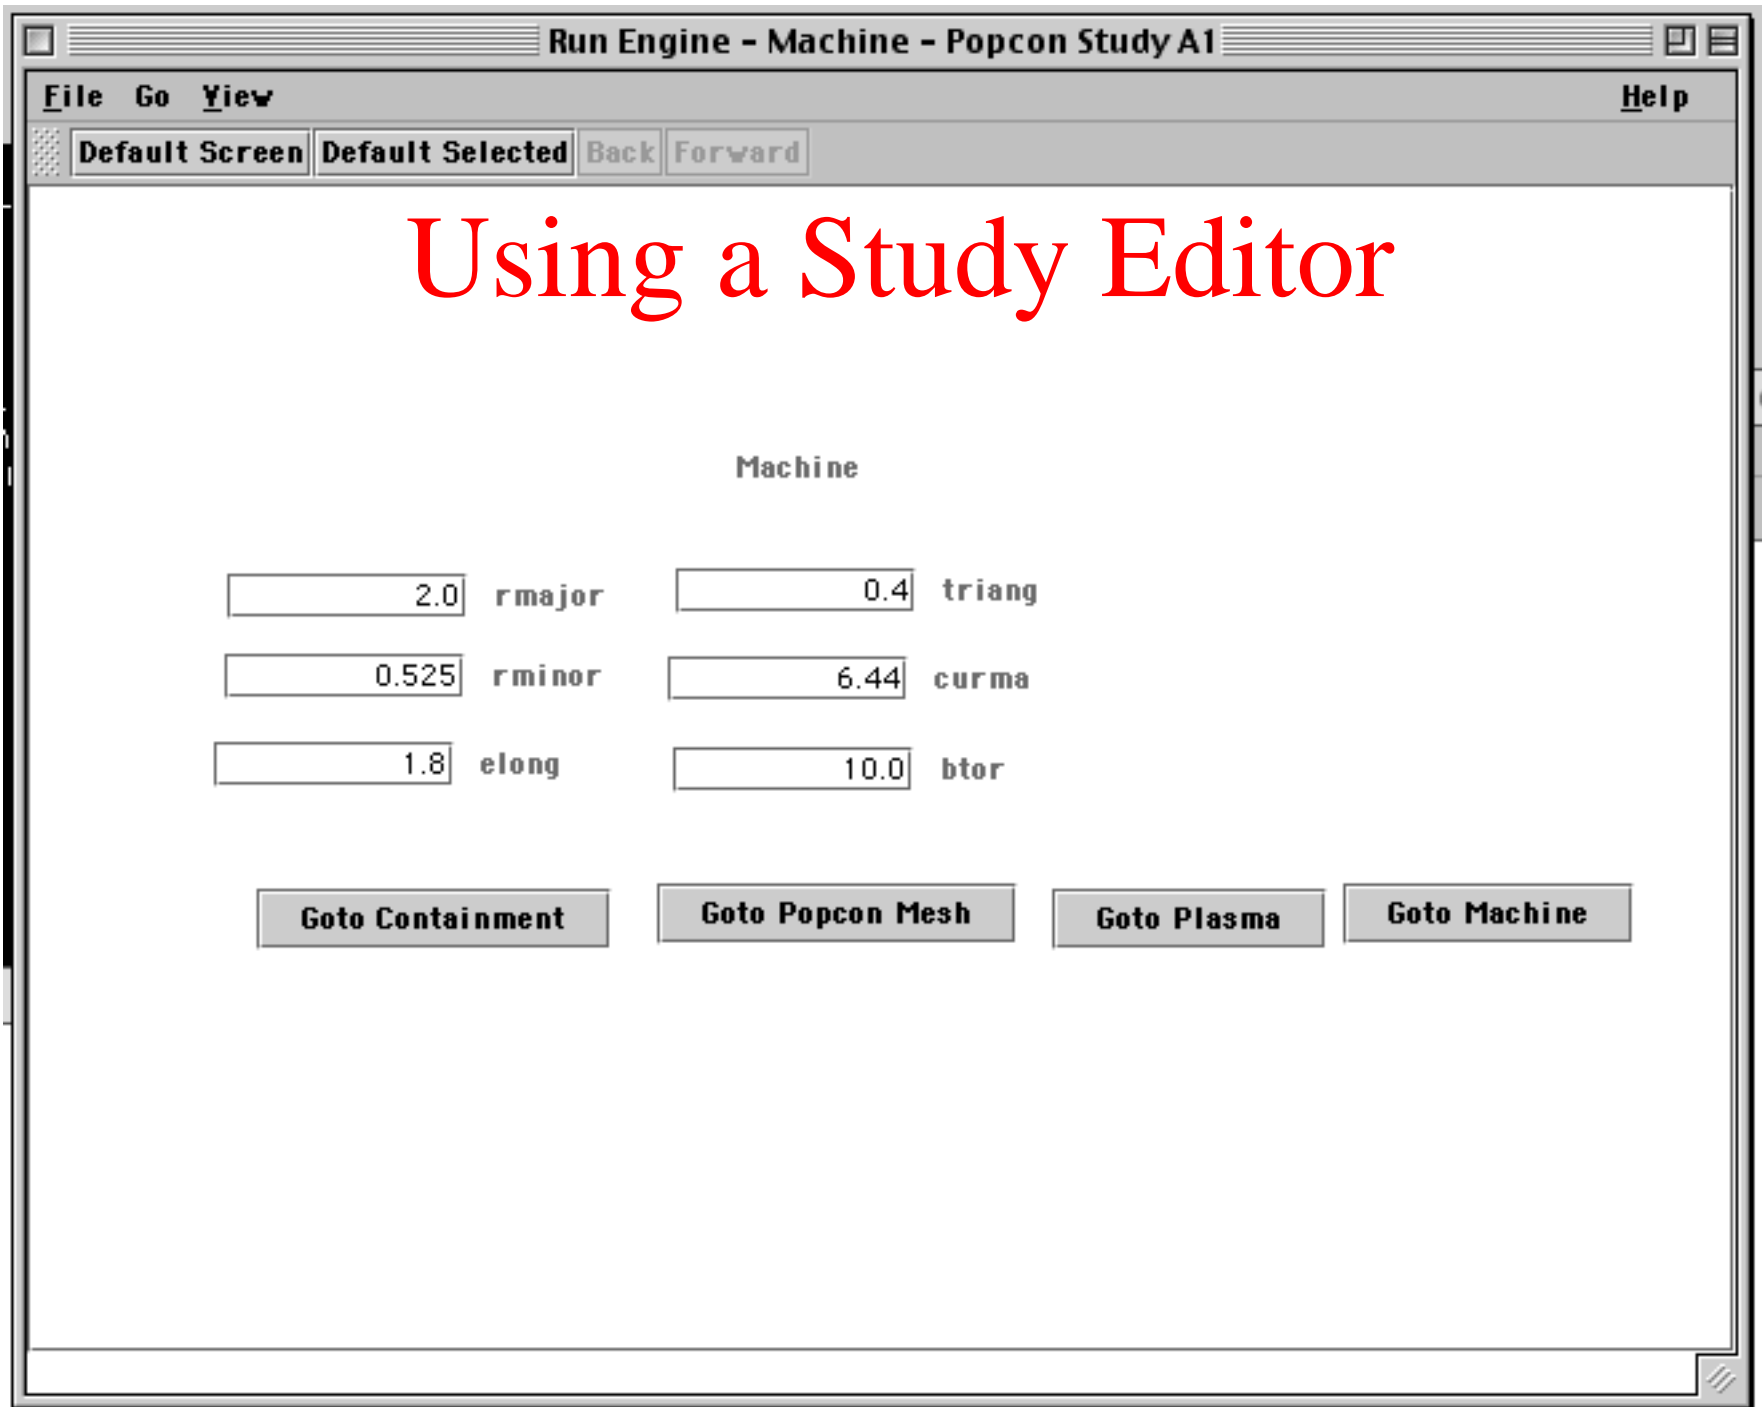 Run Engine - Machine - Popcon Study A1
File Go View Help
Default Screen Default Selected Back Forward
Using a Study Editor
Machine
2.0 rmajor 0.4 triang
0.525 rminor 6.44 curma
1.8 elong 10.0 btor
Goto Containment Goto Popcon Mesh Goto Plasma Goto Machine